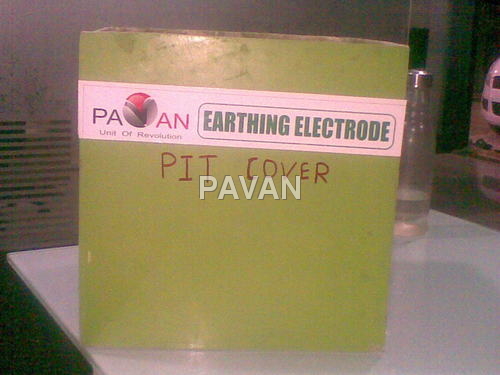 PAVAN
Unit Of Revolution
EARTHING ELECTRODE
PIT COVER
PAVAN